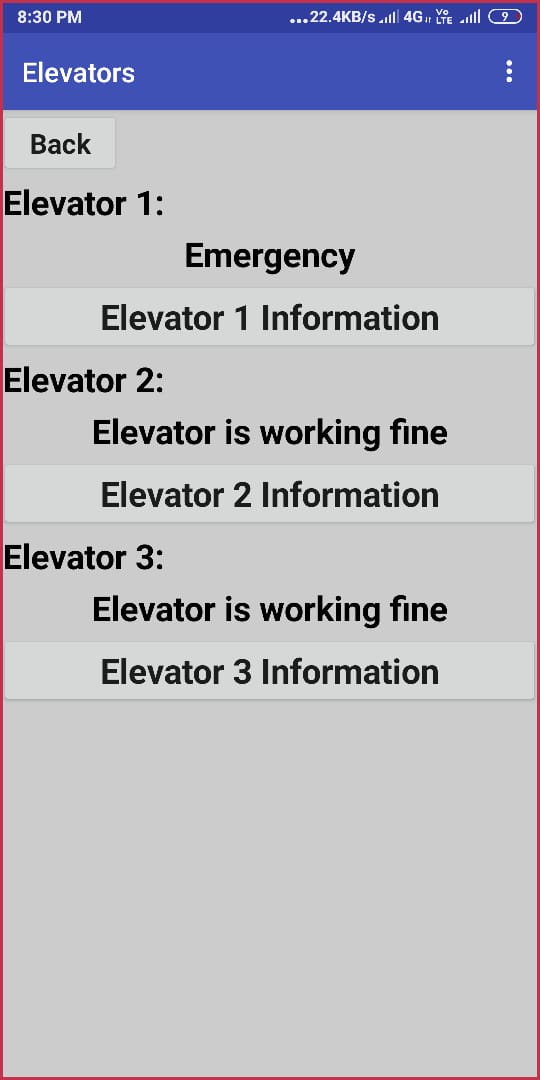 8:30 PM ...22.4KB/s 4G Vo LTE 9
Elevators
Back
Elevator 1:
Emergency
Elevator 1 Information
Elevator 2:
Elevator is working fine
Elevator 2 Information
Elevator 3:
Elevator is working fine
Elevator 3 Information